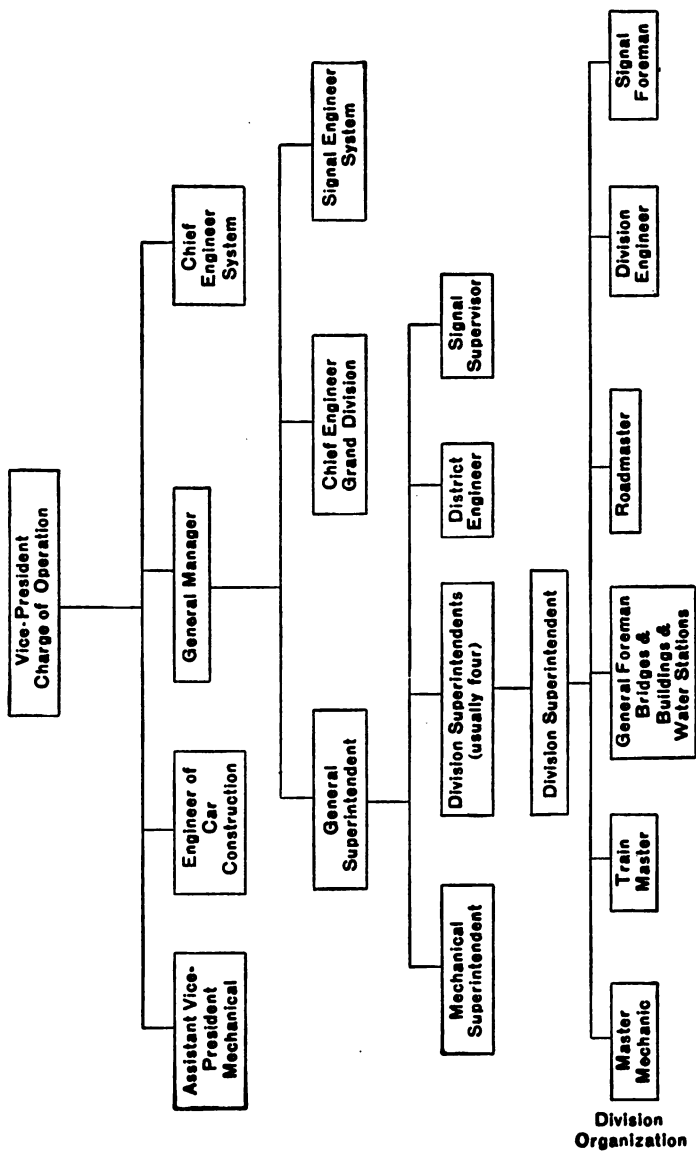 Vice-President
Charge of Operation
Assistant Vice-
President
Mechanical
Engineer of
Car
Construction
General Manager
Chief
Engineer
System
General
Superintendent
Chief Engineer
Grand Division
Signal Engineer
System
Mechanical
Superintendent
Division Superintendents
(usually four)
District
Engineer
Signal
Supervisor
Division Superintendent
Division
Organization
Master
Mechanic
Train
Master
General Foreman
Bridges &
Buildings &
Water Stations
Roadmaster
Division
Engineer
Signal
Foreman